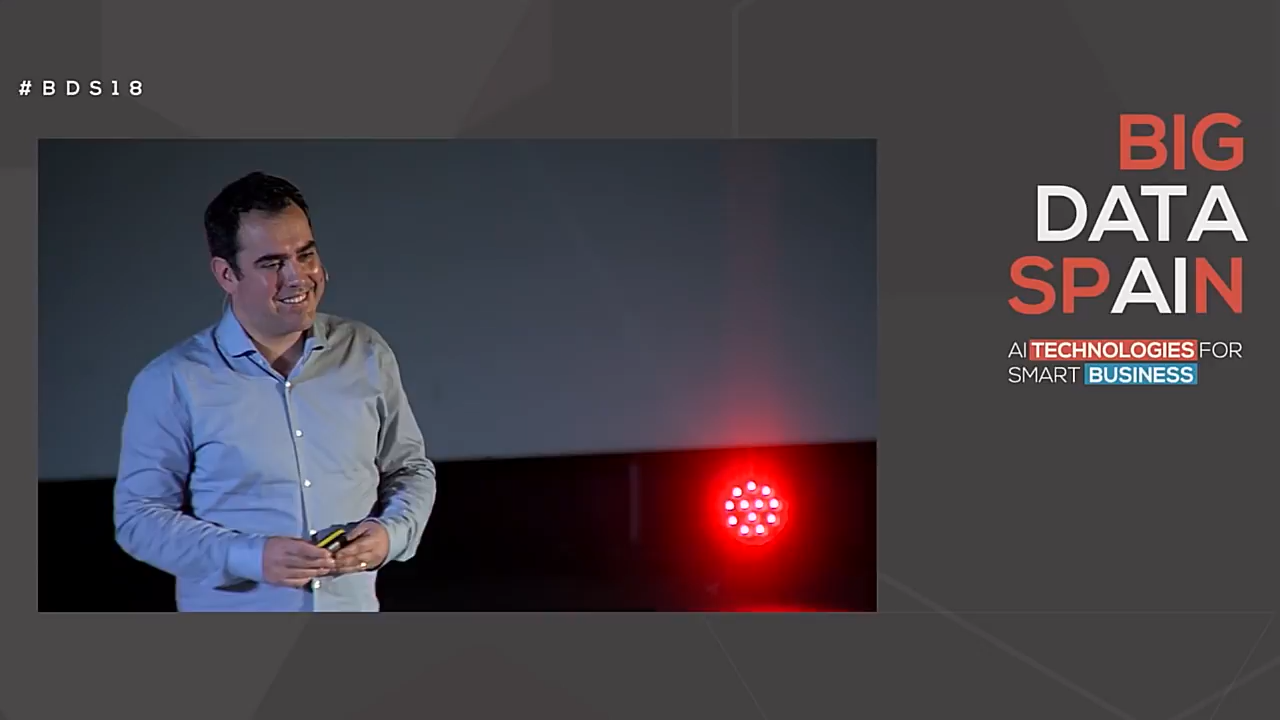 #BDS18
BIG
DATA
SPAIN
AI TECHNOLOGIES FOR
SMART BUSINESS